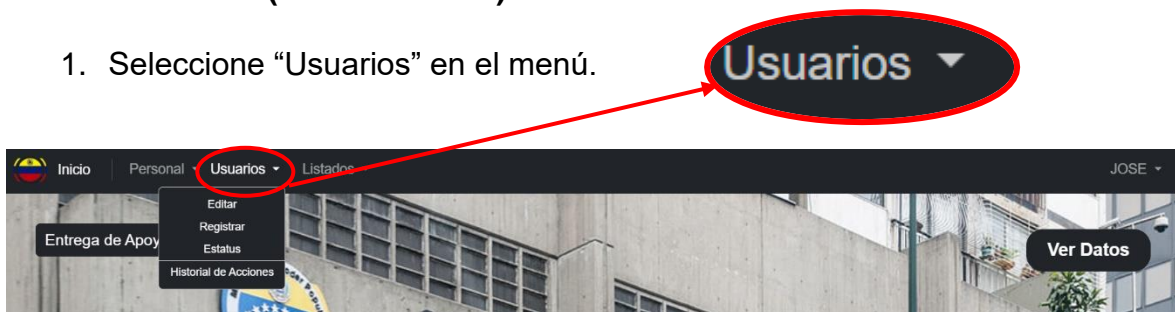 1. Seleccione “Usuarios” en el menú.
Usuarios
Inicio Personal Usuarios Listados JOSE
Editar
Entrega de Apoy
Registrar
Estatus
Ver Datos
Historial de Acciones